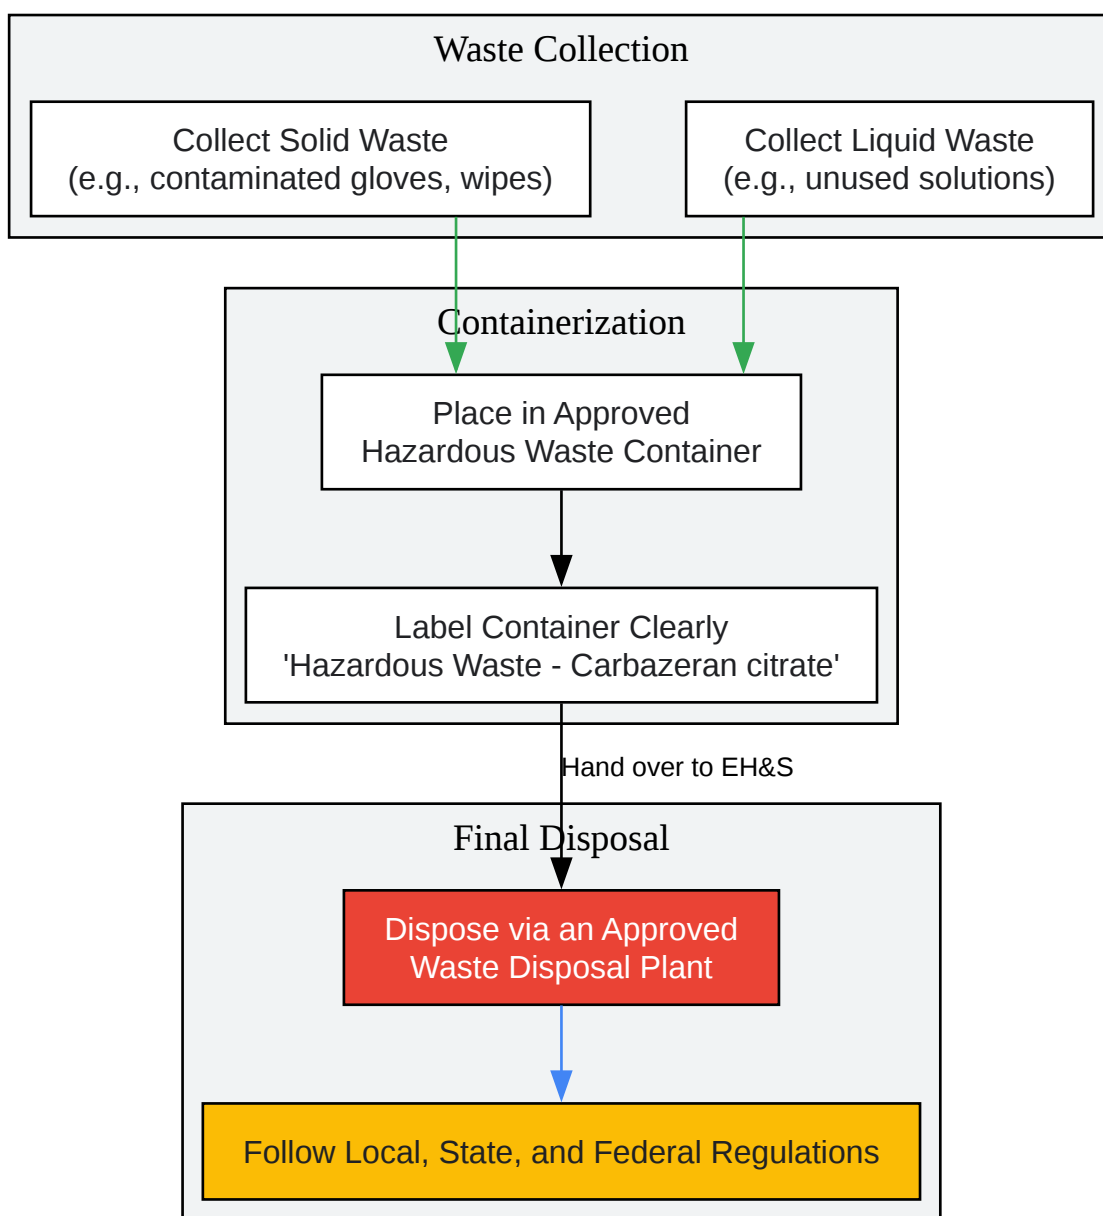 Waste Collection
Collect Solid Waste
(e.g., contaminated gloves, wipes)
Collect Liquid Waste
(e.g., unused solutions)
Containerization
Place in Approved
Hazardous Waste Container
Label Container Clearly
'Hazardous Waste - Carbazeran citrate'
Hand over to EH&S
Final Disposal
Dispose via an Approved
Waste Disposal Plant
Follow Local, State, and Federal Regulations